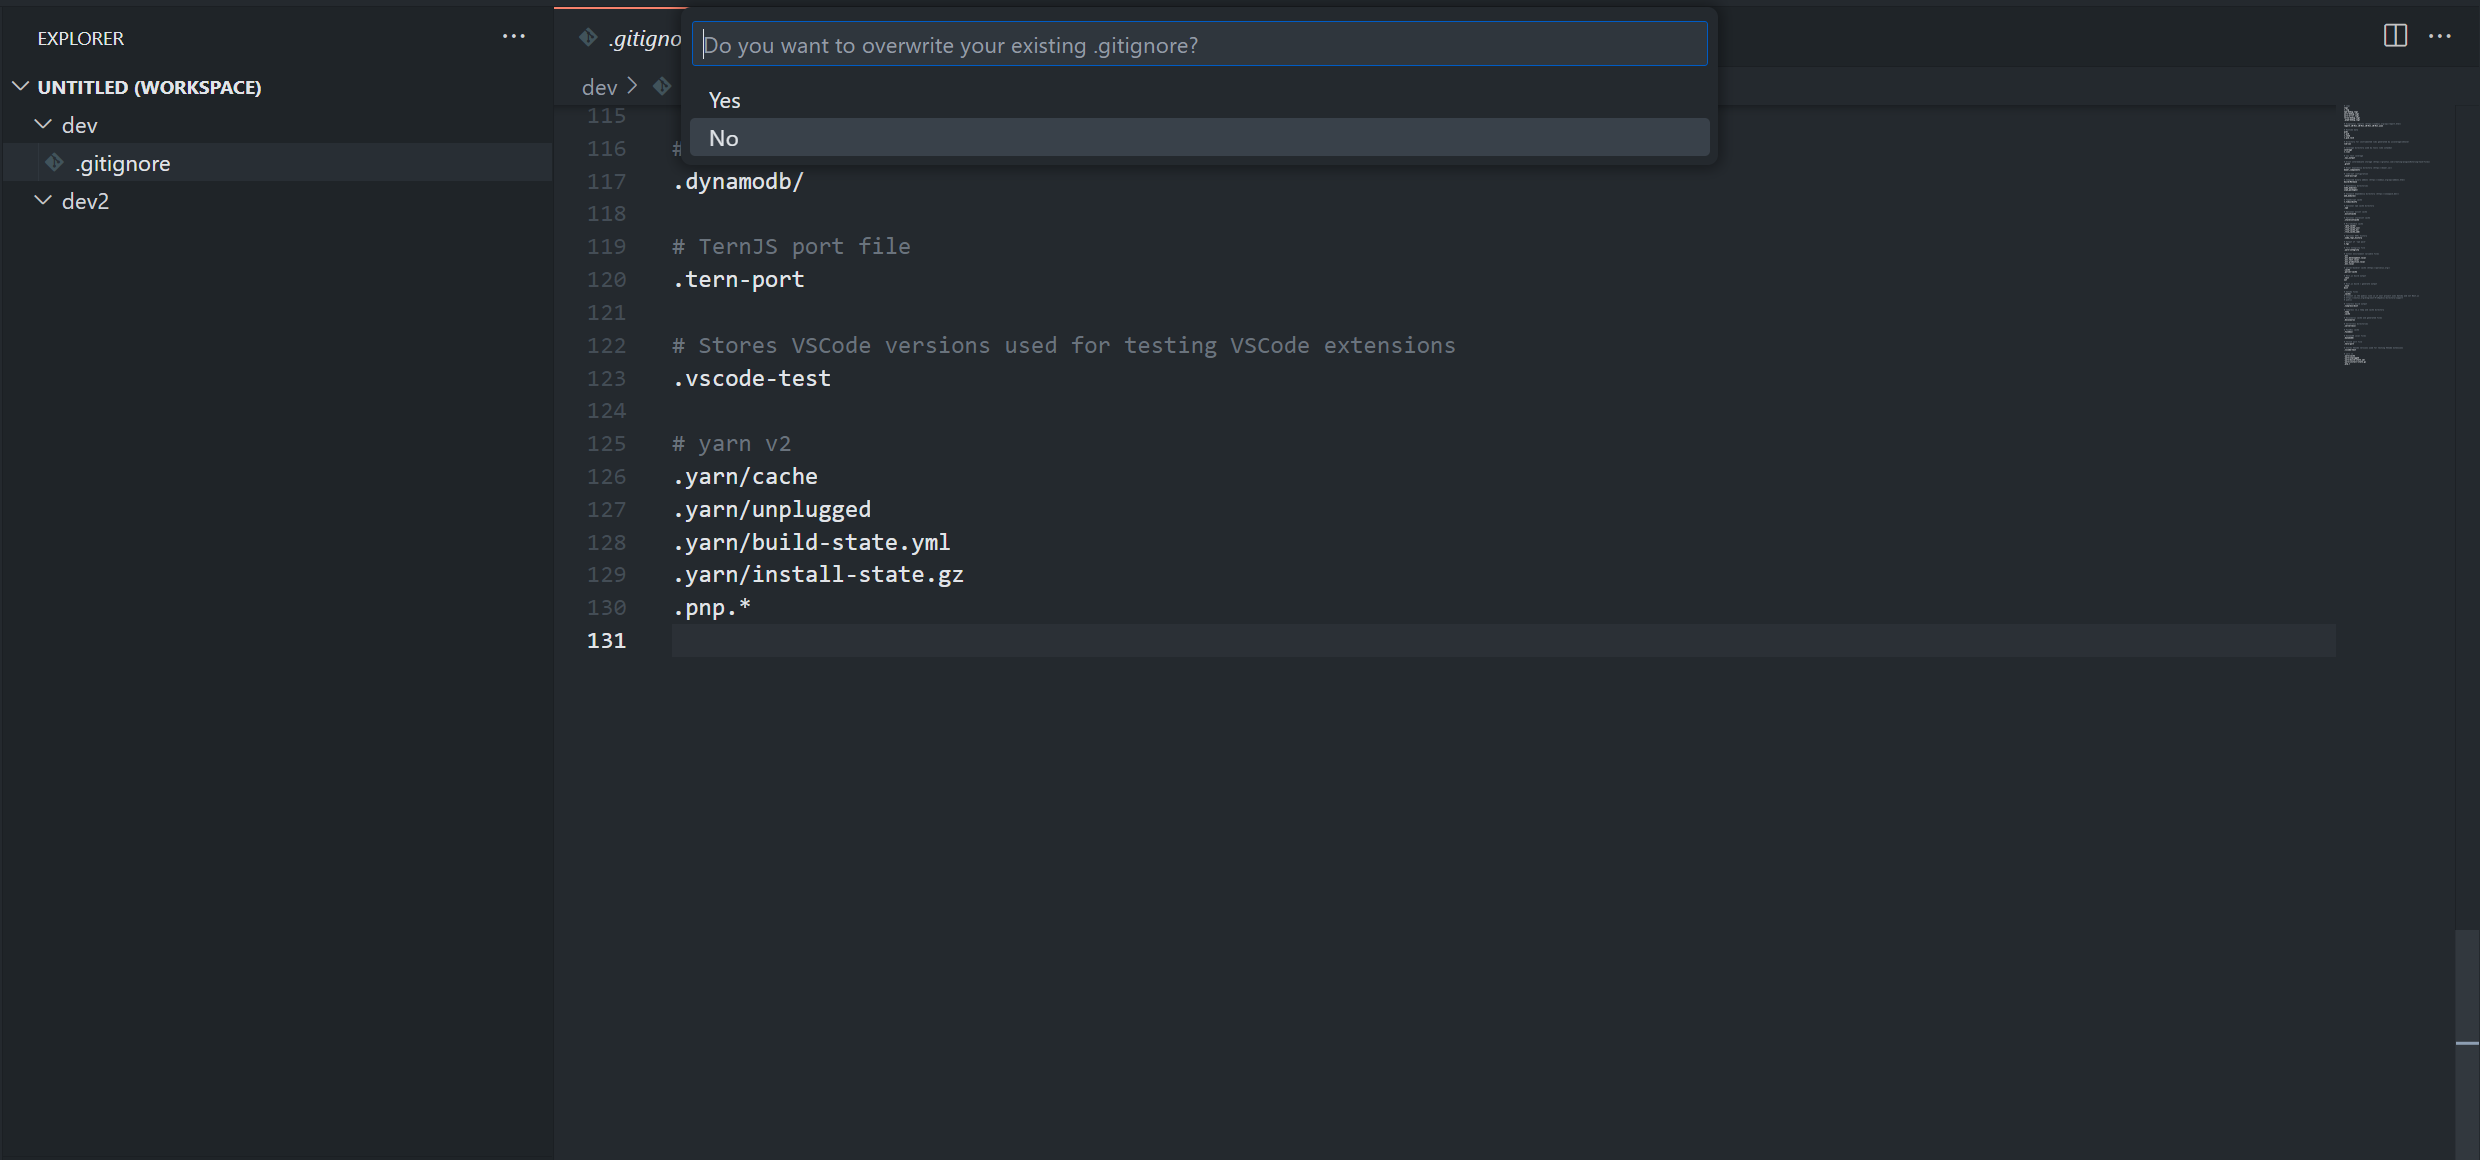 EXPLORER
UNTITLED (WORKSPACE)
dev
.gitignore
dev2
.gitigno
Do you want to overwrite your existing .gitignore?
Yes
No
dev >
115
116 #
117 .dynamodb/
118
119 # TernJS port file
120 .tern-port
121
122 # Stores VSCode versions used for testing VSCode extensions
123 .vscode-test
124
125 # yarn v2
126 .yarn/cache
127 .yarn/unplugged
128 .yarn/build-state.yml
129 .yarn/install-state.gz
130 .pnp.*
131